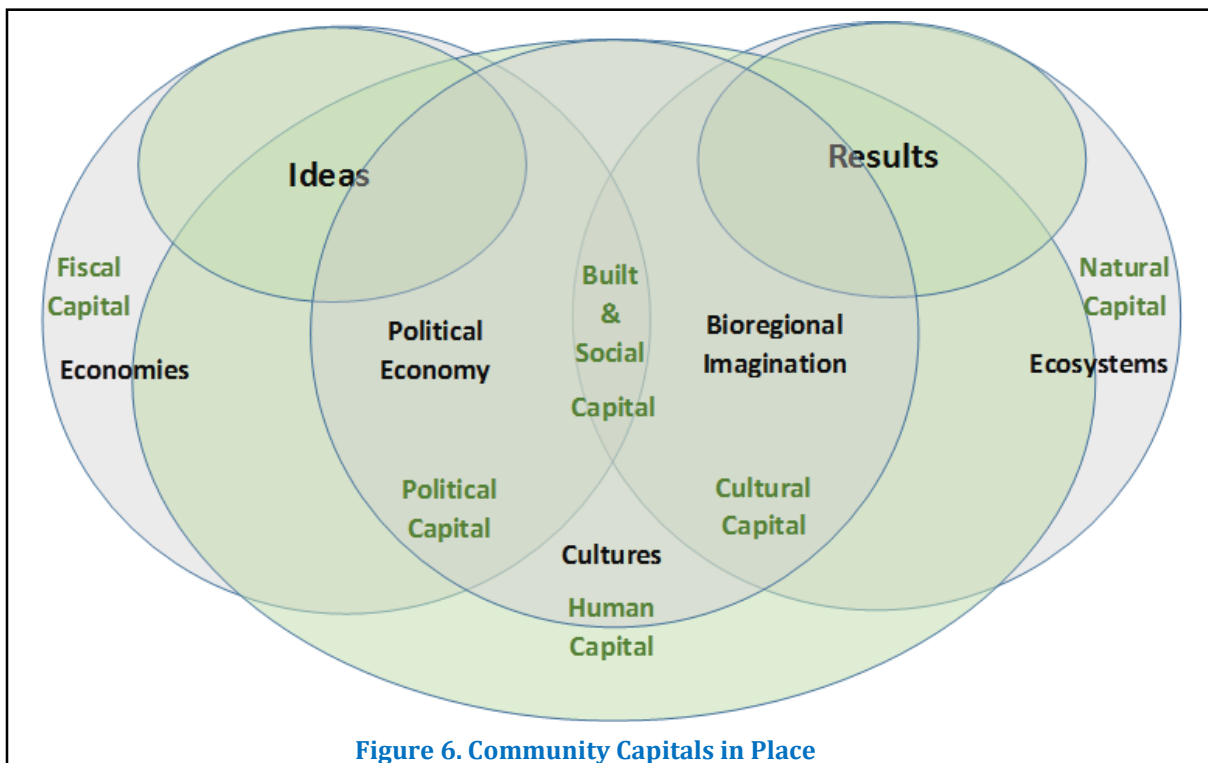 Ideas
Results
Fiscal
Capital
Economies
Political
Economy
Built
&
Social
Capital
Bioregional
Imagination
Natural
Capital
Ecosystems
Political
Capital
Cultural
Capital
Cultures
Human
Capital
Figure 6. Community Capitals in Place